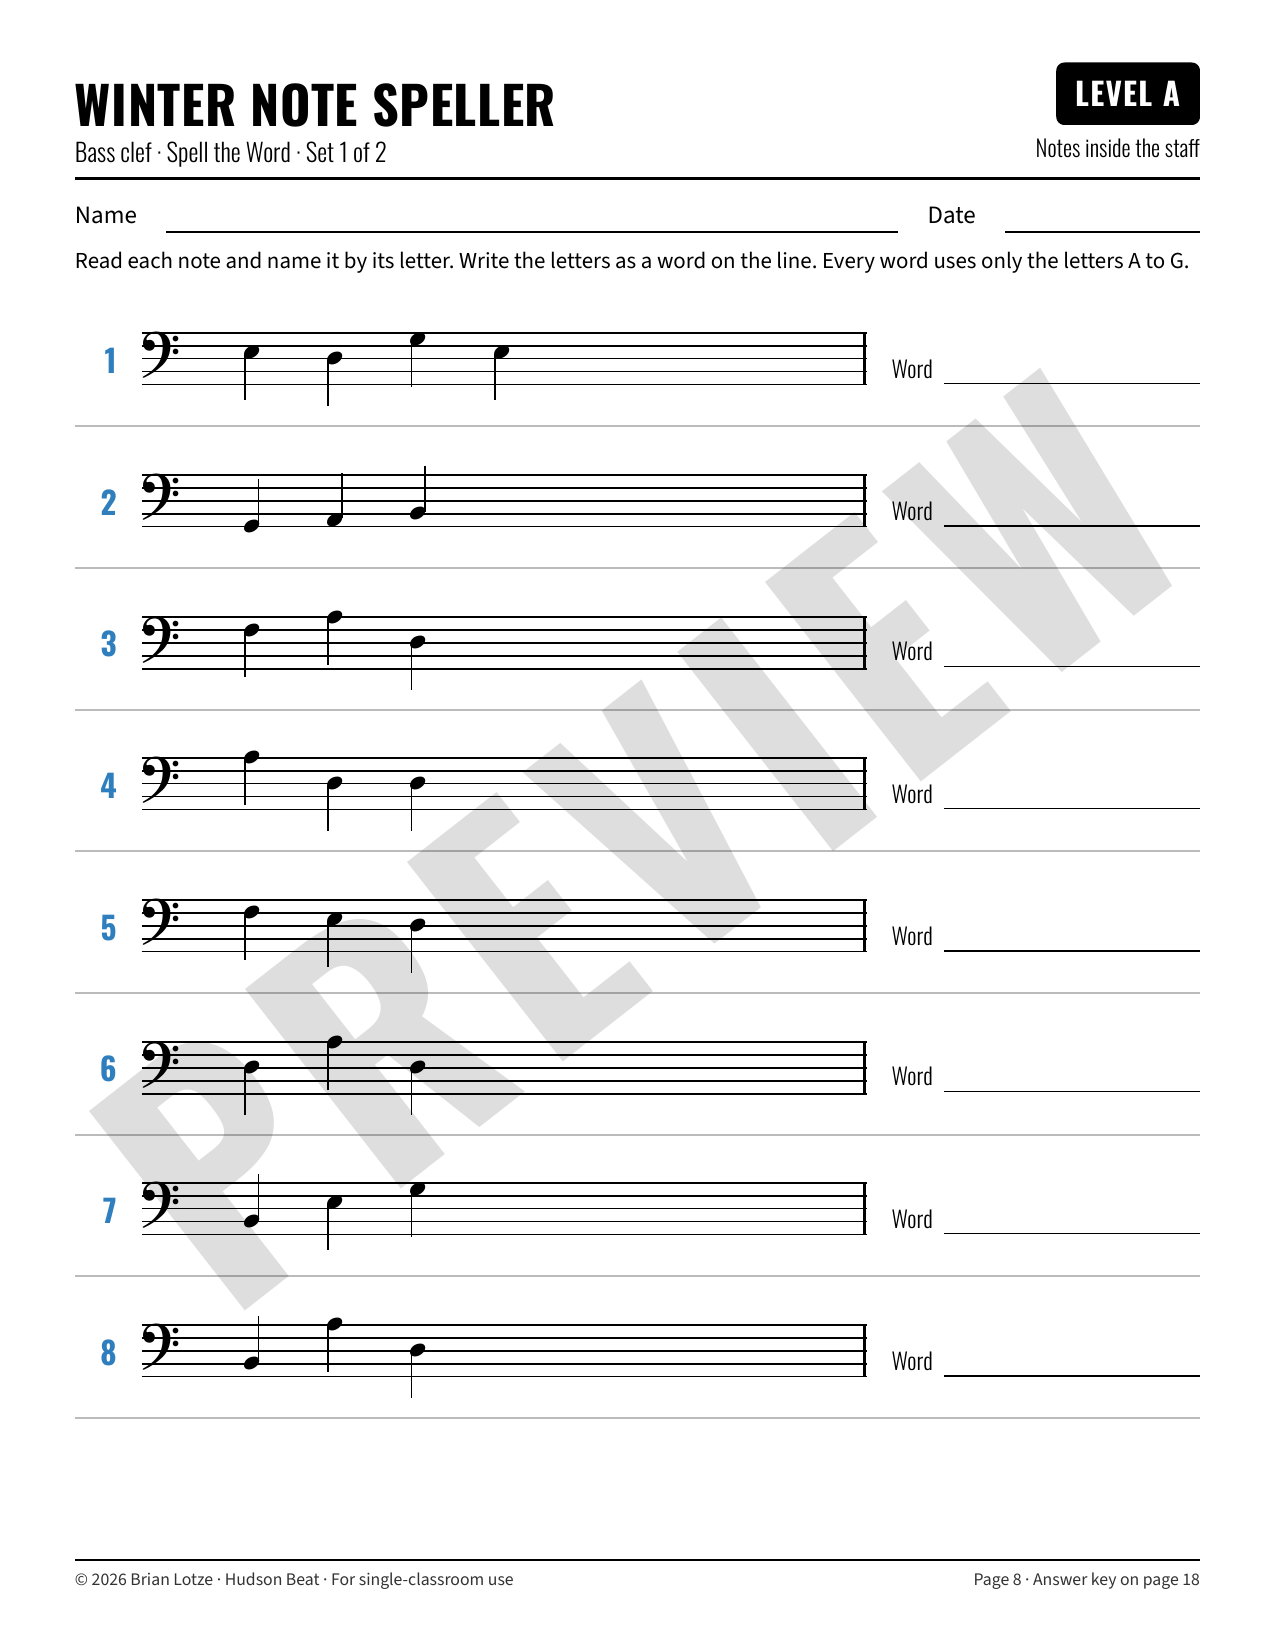 WINTER NOTE SPELLER
LEVEL A
Bass clef · Spell the Word · Set 1 of 2
Notes inside the staff
Name
Date
Read each note and name it by its letter. Write the letters as a word on the line. Every word uses only the letters A to G.
1
Word
2
Word
3
Word
4
Word
5
Word
6
Word
7
Word
8
Word
PREVIEW
© 2026 Brian Lotze · Hudson Beat · For single-classroom use
Page 8 · Answer key on page 18